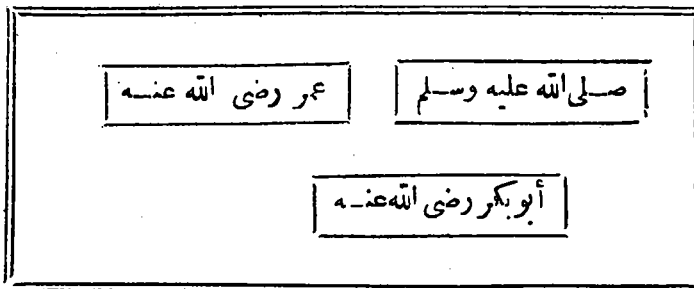 صلى الله عليه وسلم
عمر رضى الله عنه
أبو بكر رضى الله عنه